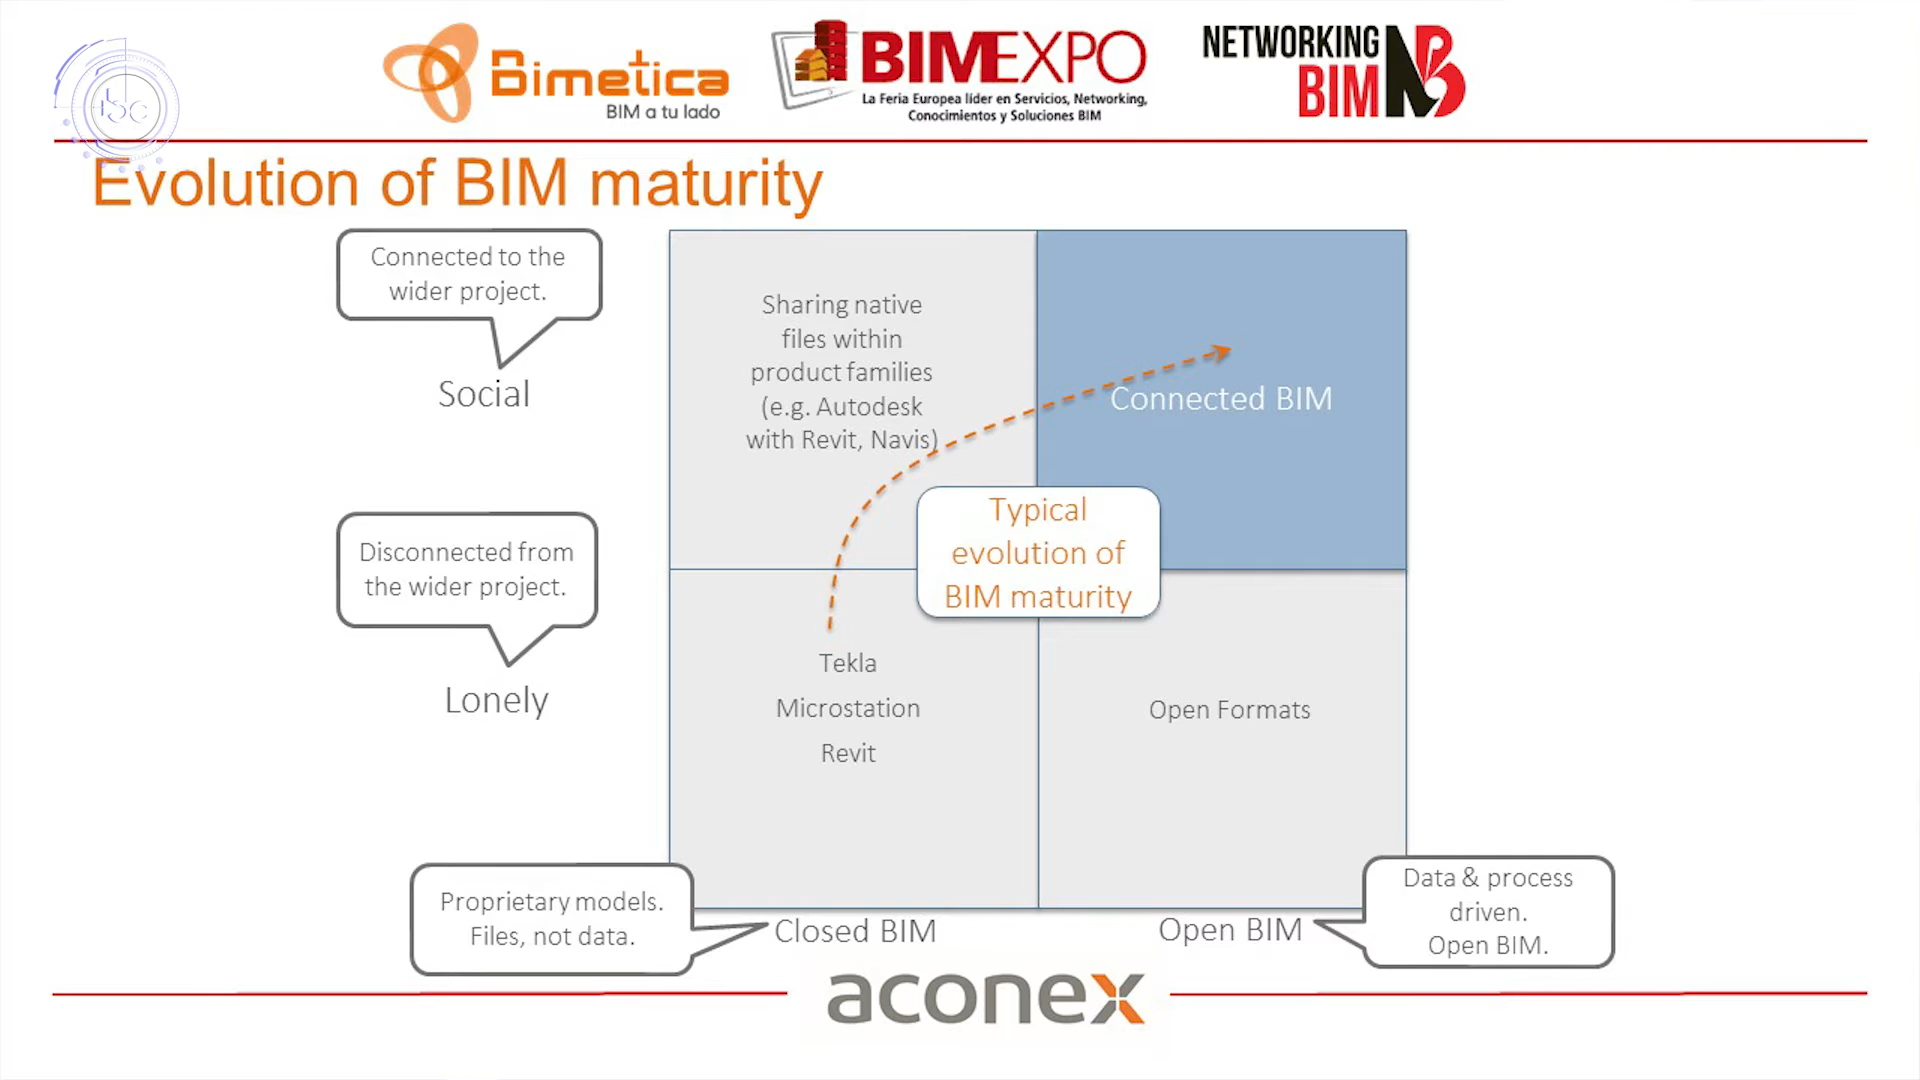 Bimetica
BIM a tu lado
BIMEXPO
La Feria Europea líder en Servicios, Networking,
Conocimientos y Soluciones BIM
NETWORKING
BIM
Evolution of BIM maturity
Connected to the
wider project.
Social
Sharing native
files within
product families
(e.g. Autodesk
with Revit, Navis)
Connected BIM
Typical
evolution of
BIM maturity
Disconnected from
the wider project.
Lonely
Tekla
Microstation
Revit
Open Formats
Proprietary models.
Files, not data.
Closed BIM
Open BIM
Data & process
driven.
Open BIM.
aconex